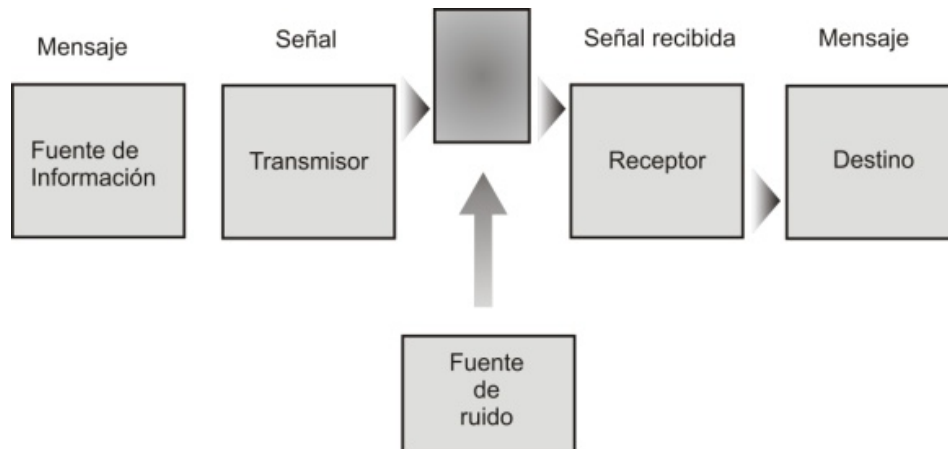 Mensaje
Señal
Señal recibida
Mensaje
Fuente de
Información
Transmisor
Receptor
Destino
Fuente
de
ruido